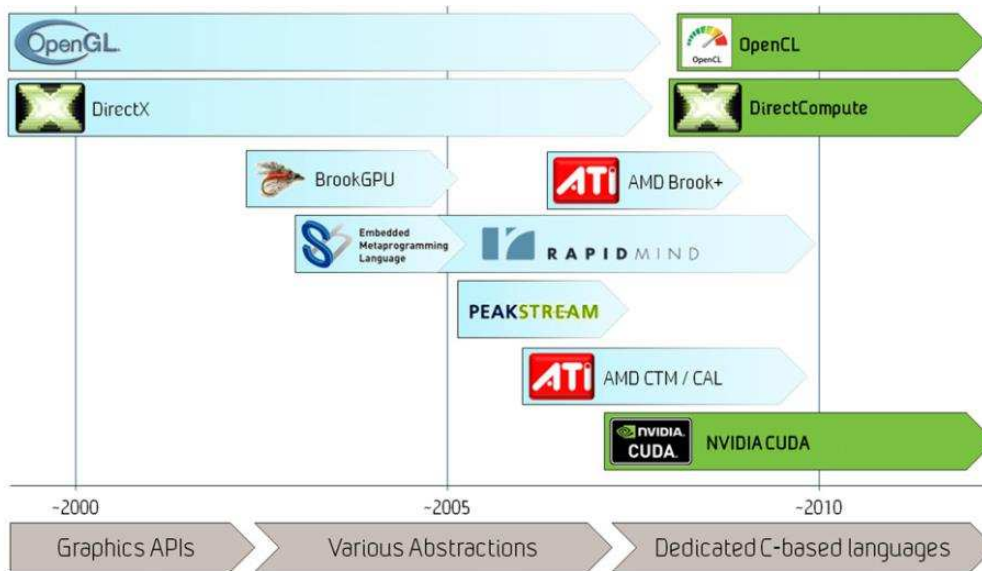 OpenGL
OpenCL
OpenCL
DirectX
DirectCompute
BrookGPU
ATI
AMD Brook+
Sh
Embedded
Metaprogramming
Language
RAPIDMIND
PEAKSTREAM
ATI
AMD CTM / CAL
NVIDIA.
CUDA.
NVIDIA CUDA
~2000
~2005
~2010
Graphics APIs
Various Abstractions
Dedicated C-based languages